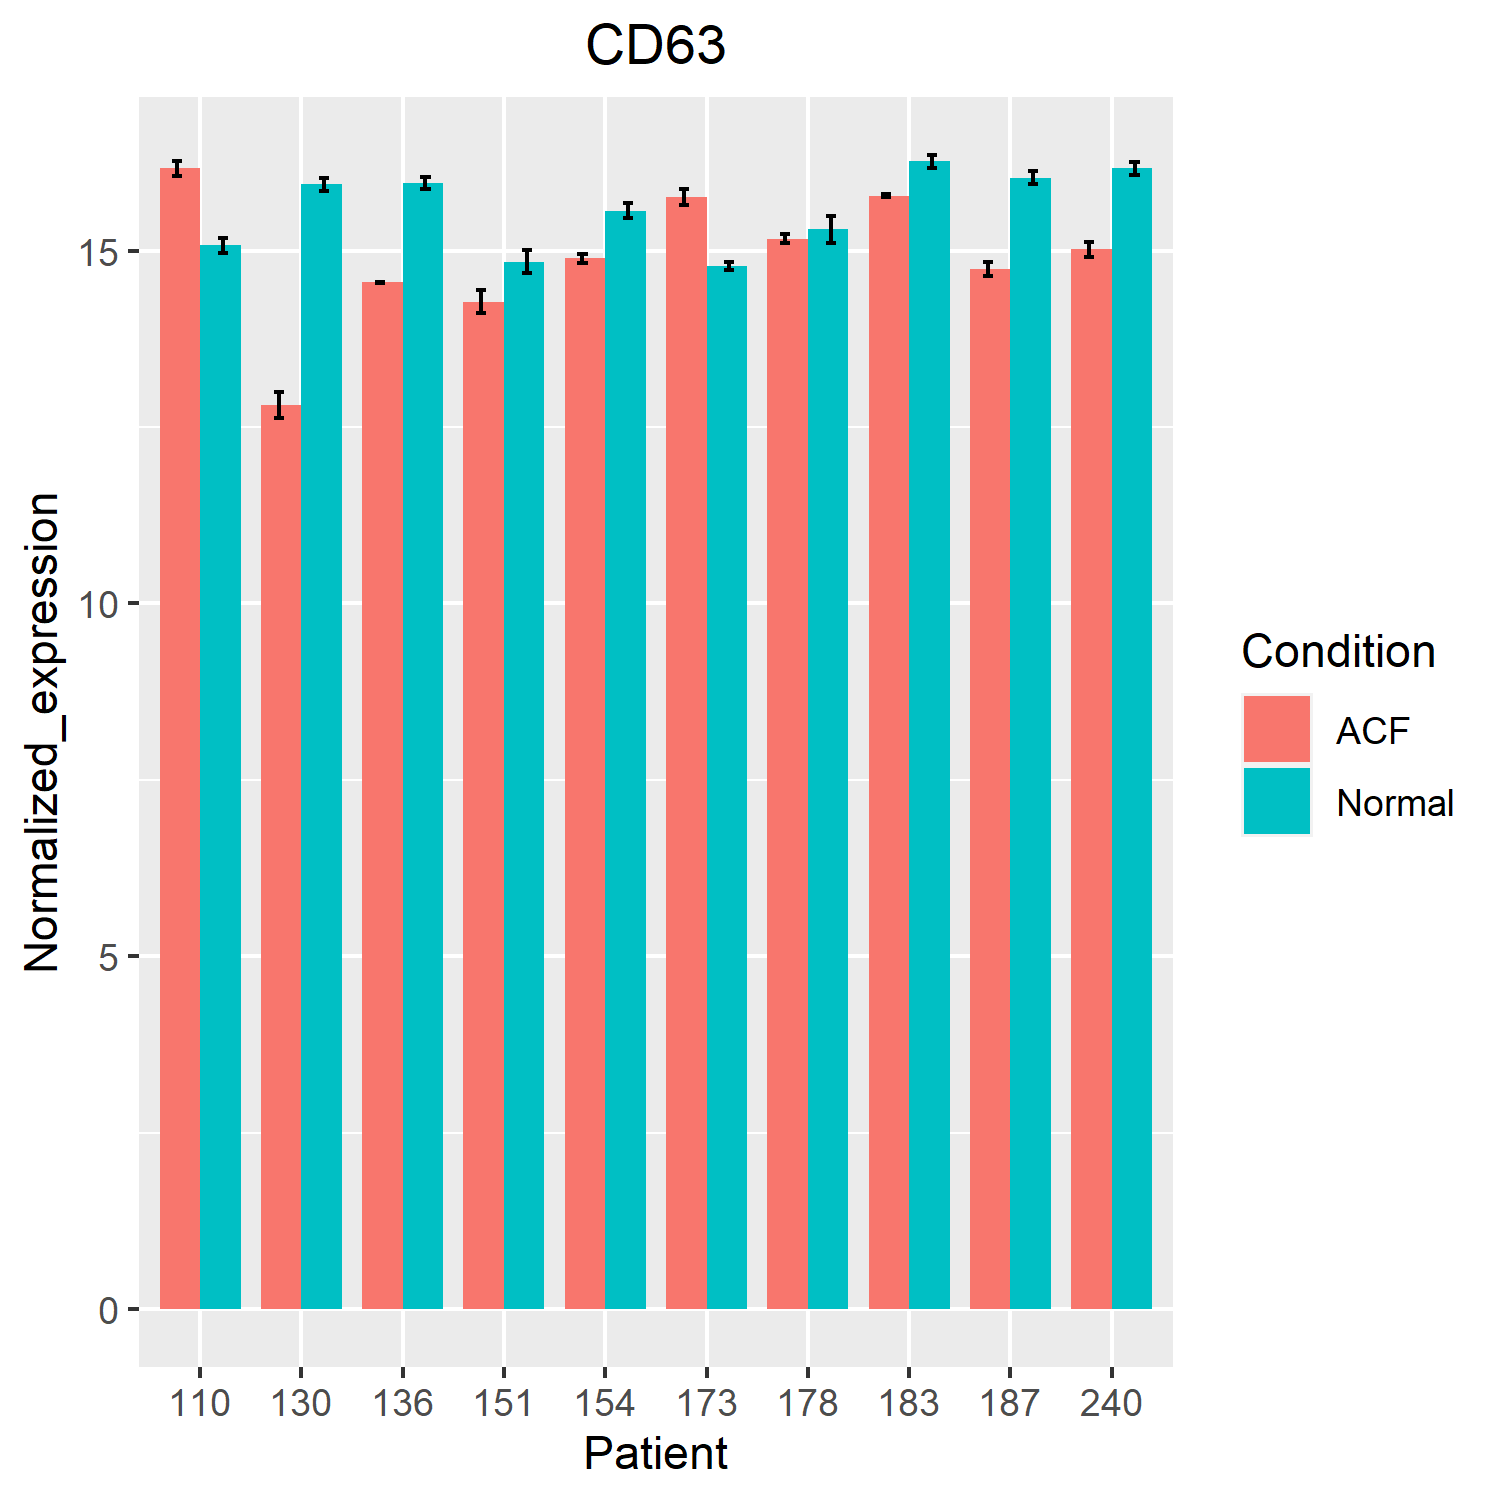 CD63
Normalized_expression
15
10
5
0
110 130 136 151 154 173 178 183 187 240
Patient
Condition
ACF
Normal